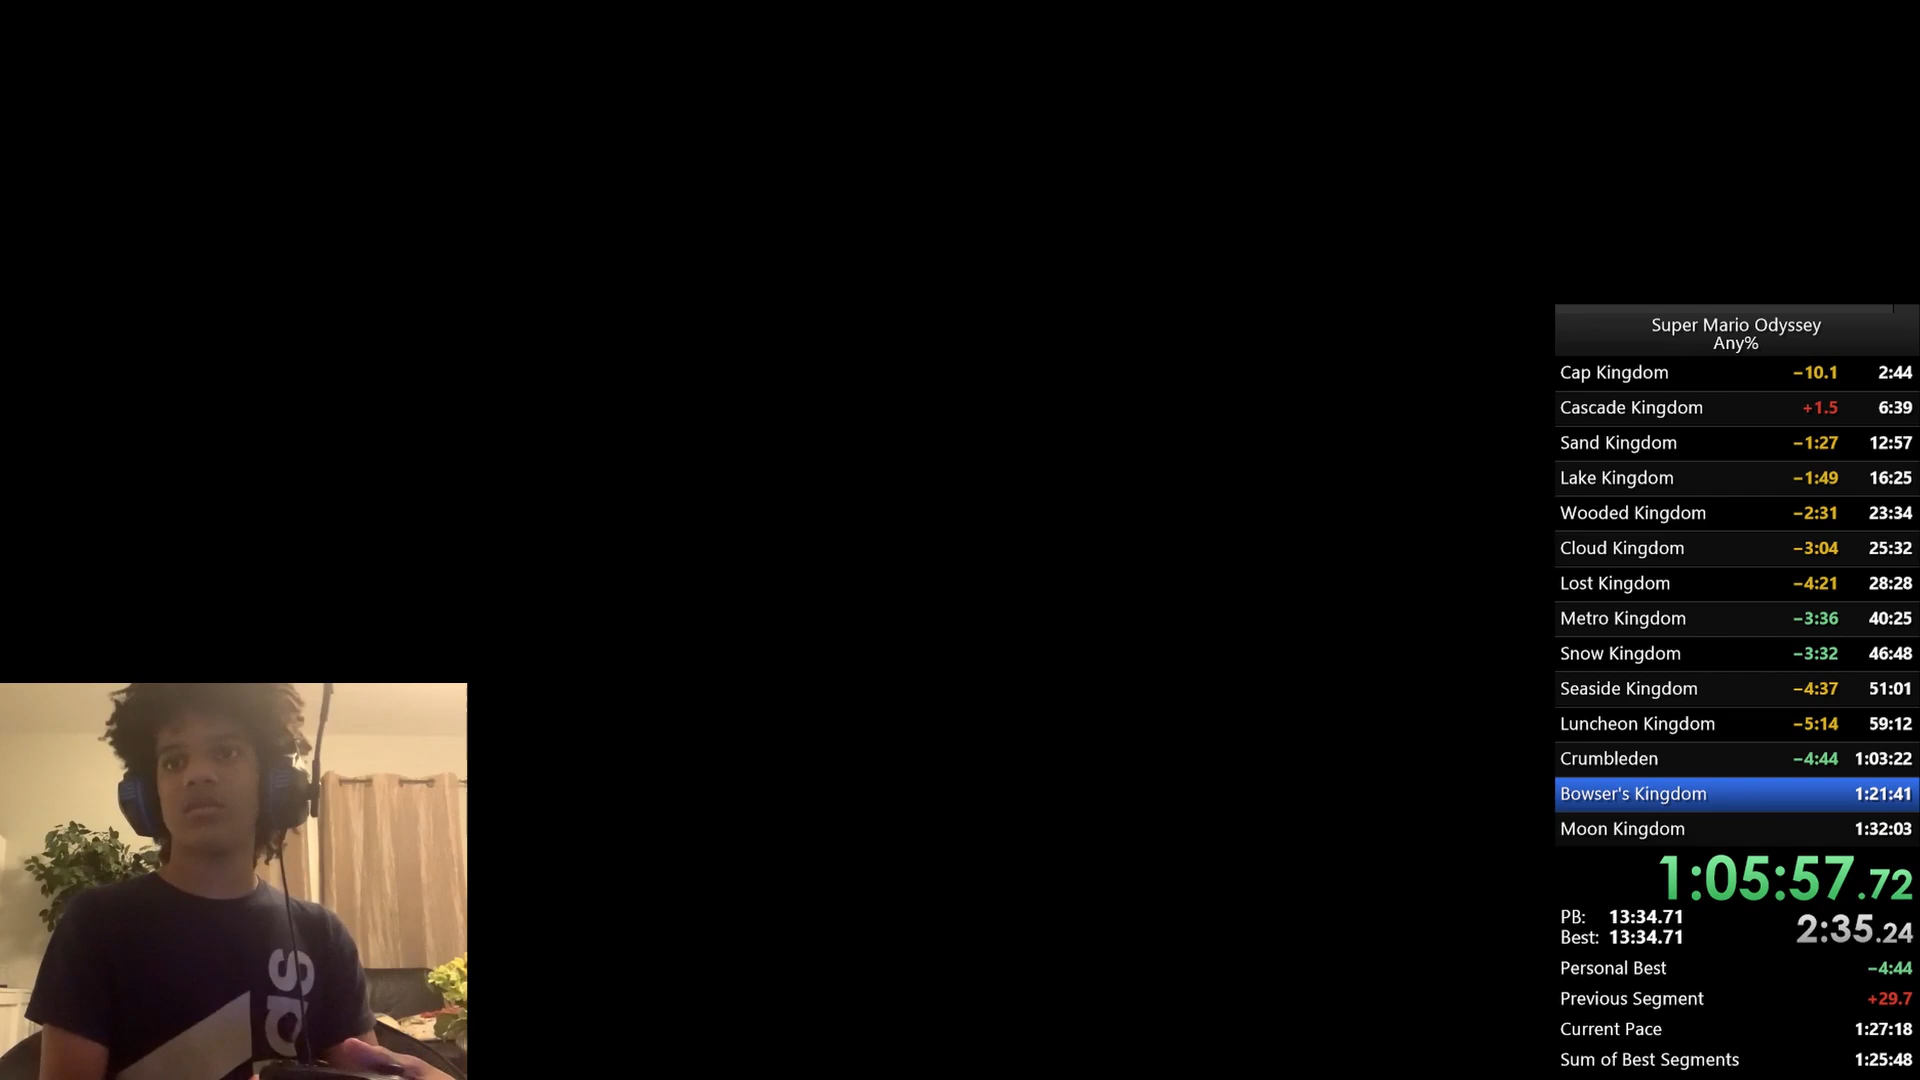 Super Mario Odyssey
Any%
Cap Kingdom −10.1 2:44
Cascade Kingdom +1.5 6:39
Sand Kingdom −1:27 12:57
Lake Kingdom −1:49 16:25
Wooded Kingdom −2:31 23:34
Cloud Kingdom −3:04 25:32
Lost Kingdom −4:21 28:28
Metro Kingdom −3:36 40:25
Snow Kingdom −3:32 46:48
Seaside Kingdom −4:37 51:01
Luncheon Kingdom −5:14 59:12
Crumbleden −4:44 1:03:22
Bowser's Kingdom 1:21:41
Moon Kingdom 1:32:03
1:05:57.72
PB: 13:34.71
Best: 13:34.71
2:35.24
Personal Best −4:44
Previous Segment +29.7
Current Pace 1:27:18
Sum of Best Segments 1:25:48